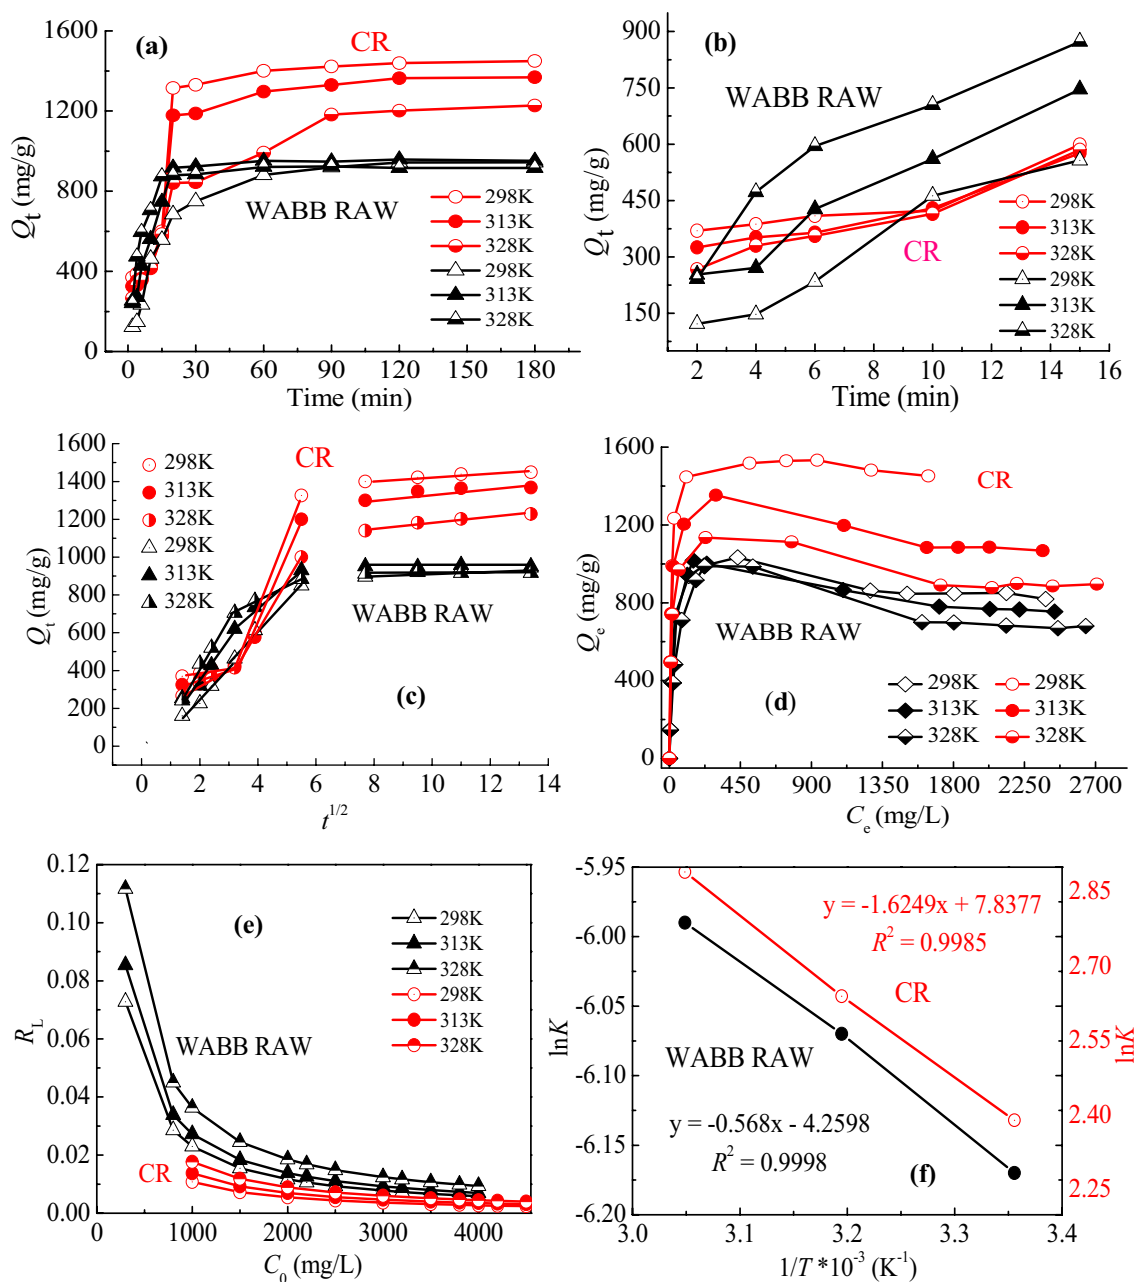 (a)
CR
WABB RAW
298K
313K
328K
298K
313K
328K
Qt (mg/g)
1600
1200
800
400
0
0 30 60 90 120 150 180
Time (min)
(b)
WABB RAW
CR
298K
313K
328K
298K
313K
328K
Qt (mg/g)
900
750
600
450
300
150
2 4 6 8 10 12 14 16
Time (min)
298K
313K
328K
298K
313K
328K
CR
WABB RAW
(c)
Qt (mg/g)
1600
1400
1200
1000
800
600
400
200
0
0 2 4 6 8 10 12 14
t^1/2
CR
WABB RAW
(d)
298K
313K
328K
298K
313K
328K
Qe (mg/g)
1600
1200
800
400
0
0 450 900 1350 1800 2250 2700
Ce (mg/L)
(e)
298K
313K
328K
298K
313K
328K
WABB RAW
CR
RL
0.12
0.10
0.08
0.06
0.04
0.02
0.00
0 1000 2000 3000 4000
C0 (mg/L)
y = -1.6249x + 7.8377
R² = 0.9985
CR
WABB RAW
y = -0.568x - 4.2598
R² = 0.9998
(f)
lnK
-5.95
-6.00
-6.05
-6.10
-6.15
-6.20
2.85
2.70
2.55
2.40
2.25
lnK
3.0 3.1 3.2 3.3 3.4
1/T *10⁻³ (K⁻¹)